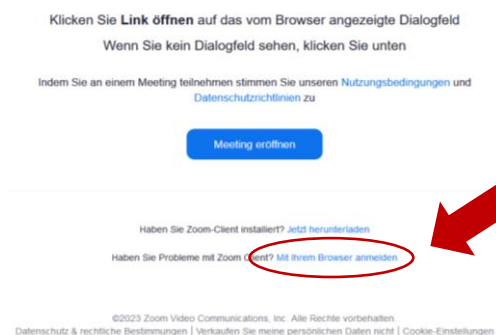 Klicken Sie Link öffnen auf das vom Browser angezeigte Dialogfeld
Wenn Sie kein Dialogfeld sehen, klicken Sie unten
Indem Sie an einem Meeting teilnehmen stimmen Sie unseren Nutzungsbedingungen und
Datenschutzrichtlinien zu
Meeting eröffnen
Haben Sie Zoom-Client installiert? Jetzt herunterladen
Haben Sie Probleme mit Zoom Client? Mit Ihrem Browser anmelden
©2023 Zoom Video Communications, Inc. Alle Rechte vorbehalten.
Datenschutz & rechtliche Bestimmungen | Verkaufen Sie meine persönlichen Daten nicht | Cookie-Einstellungen